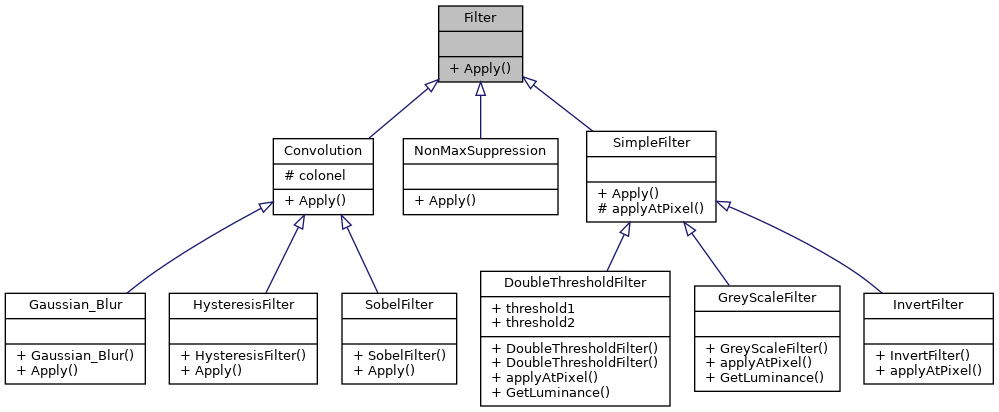 Filter
+ Apply()
Convolution
# colonel
+ Apply()
NonMaxSuppression
+ Apply()
SimpleFilter
+ Apply()
# applyAtPixel()
Gaussian_Blur
+ Gaussian_Blur()
+ Apply()
HysteresisFilter
+ HysteresisFilter()
+ Apply()
SobelFilter
+ SobelFilter()
+ Apply()
DoubleThresholdFilter
+ threshold1
+ threshold2
+ DoubleThresholdFilter()
+ DoubleThresholdFilter()
+ applyAtPixel()
+ GetLuminance()
GreyScaleFilter
+ GreyScaleFilter()
+ applyAtPixel()
+ GetLuminance()
InvertFilter
+ InvertFilter()
+ applyAtPixel()